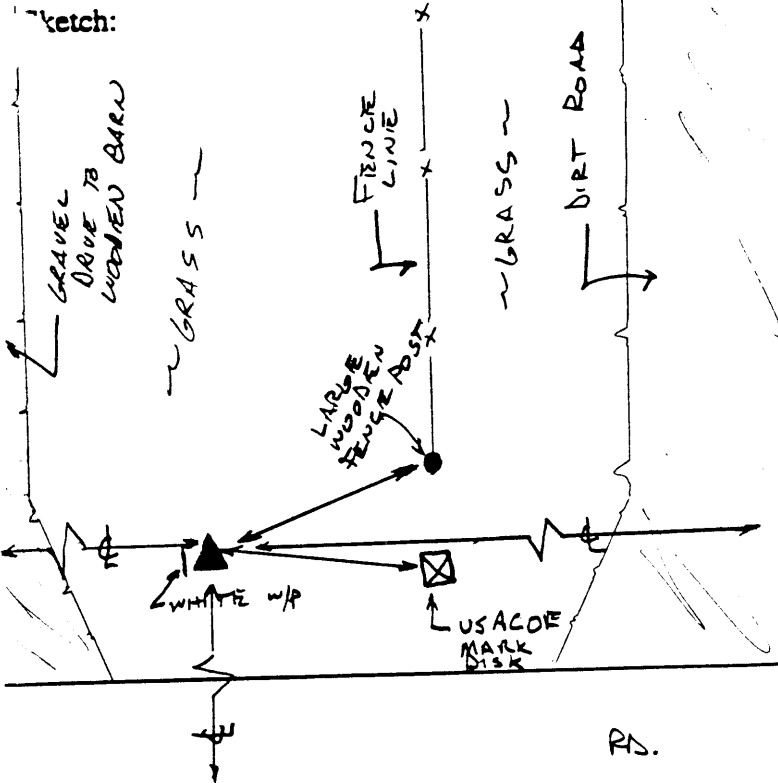 Sketch:
GRAVEL
DRIVE TO
WOODEN BARN
~ GRASS ~
FENCE
LINE
~ GRASS ~
DIRT ROAD
LARGE
WOODEN
FENCE POST
WHITE W/P
USACOE
MARK
DISK
RD.